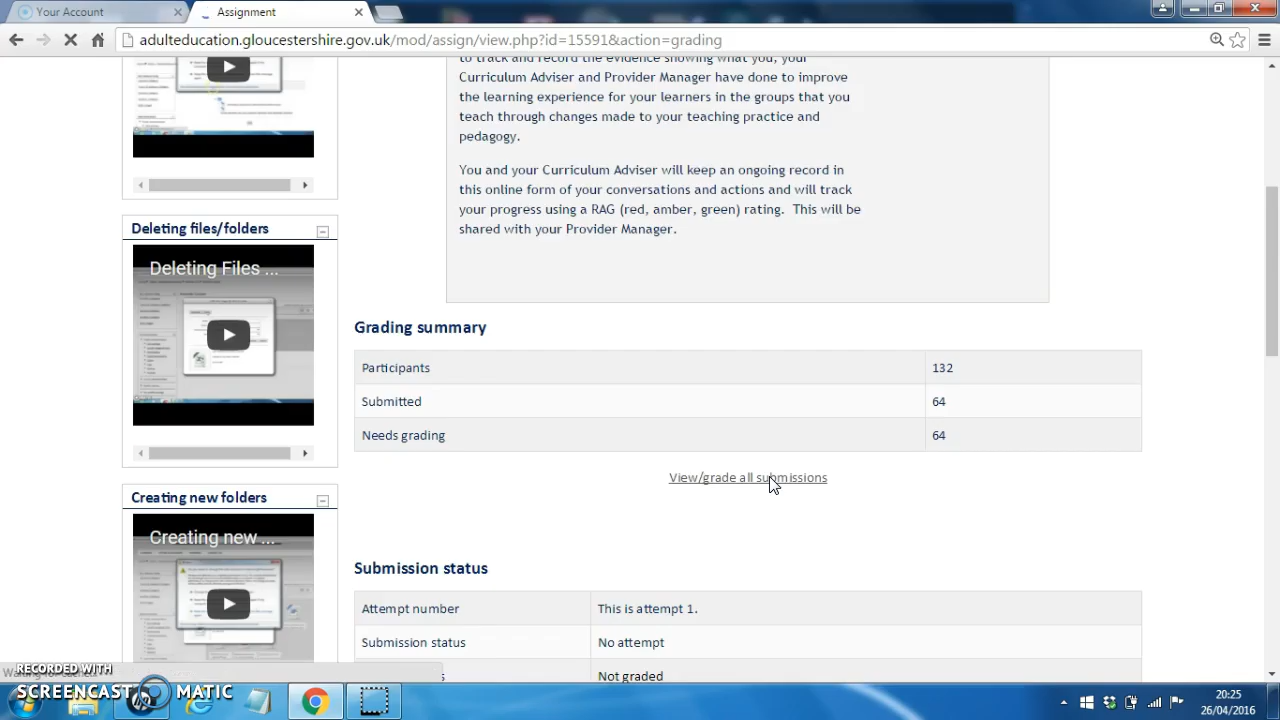 Your Account
Assignment
adulteducation.gloucestershire.gov.uk/mod/assign/view.php?id=10591&action=grading
to track and record
learning experience for your learners in the groups that you
teach through changes made to your teaching practice and
pedagogy.
You and your Curriculum Adviser will keep an ongoing record in
this online form of your conversations and actions and will track
your progress using a RAG (red, amber, green) rating. This will be
shared with your Provider Manager.
Deleting files/folders
Deleting Files ...
Grading summary
Participants 132
Submitted 64
Needs grading 64
View/grade all submissions
Creating new folders
Creating new ...
Submission status
Attempt number This is attempt 1.
Submission status No attempt
Not graded
RECORDED WITH
SCREENCAST MATIC
20:25
26/04/2016